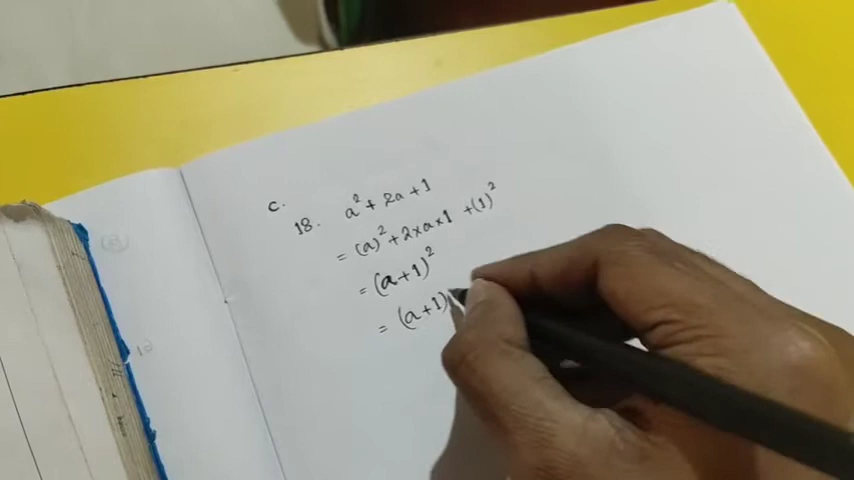 c.
18. a² + 2a + 1
= (a)² + 2×a×1 + (1)²
= (a+1)²
= (a+1)